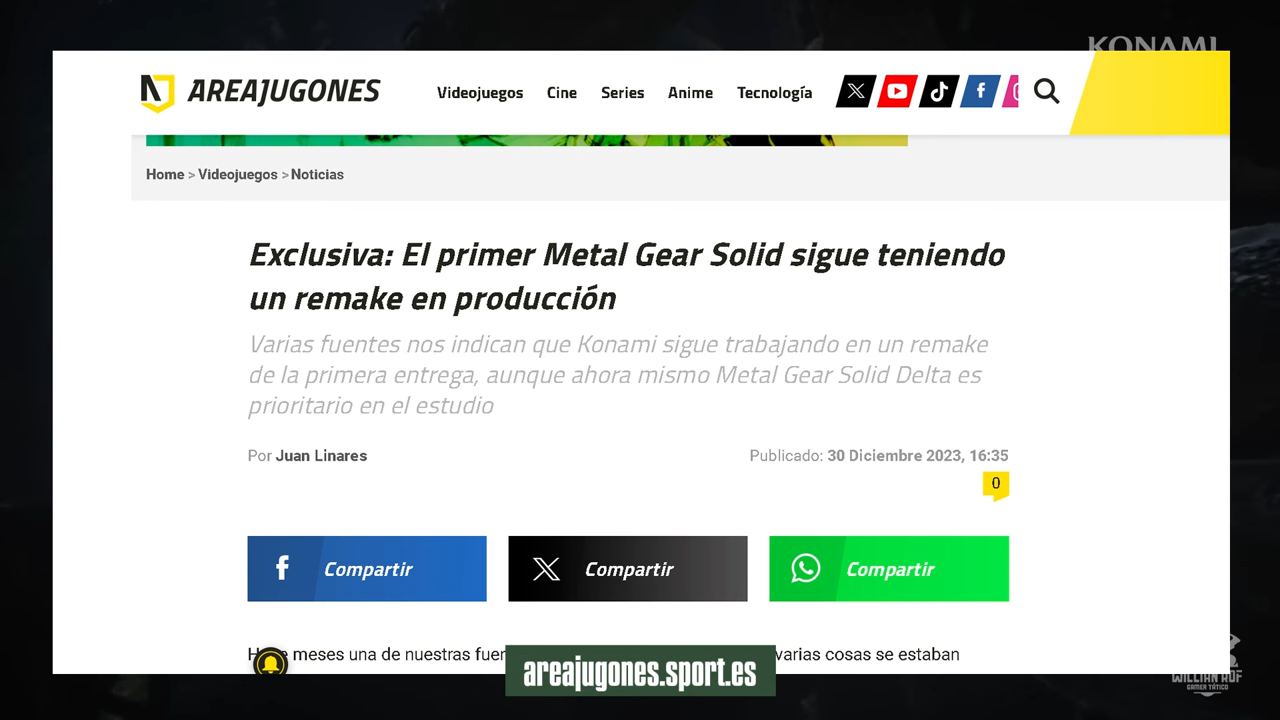 KONAMI
AREAJUGONES
Videojuegos Cine Series Anime Tecnología
Home > Videojuegos > Noticias
Exclusiva: El primer Metal Gear Solid sigue teniendo
un remake en producción
Varias fuentes nos indican que Konami sigue trabajando en un remake
de la primera entrega, aunque ahora mismo Metal Gear Solid Delta es
prioritario en el estudio
Por Juan Linares
Publicado: 30 Diciembre 2023, 16:35
0
Compartir Compartir Compartir
meses una de nuestras varias cosas se estaban
areajugones.sport.es
GAMER TÁTICO